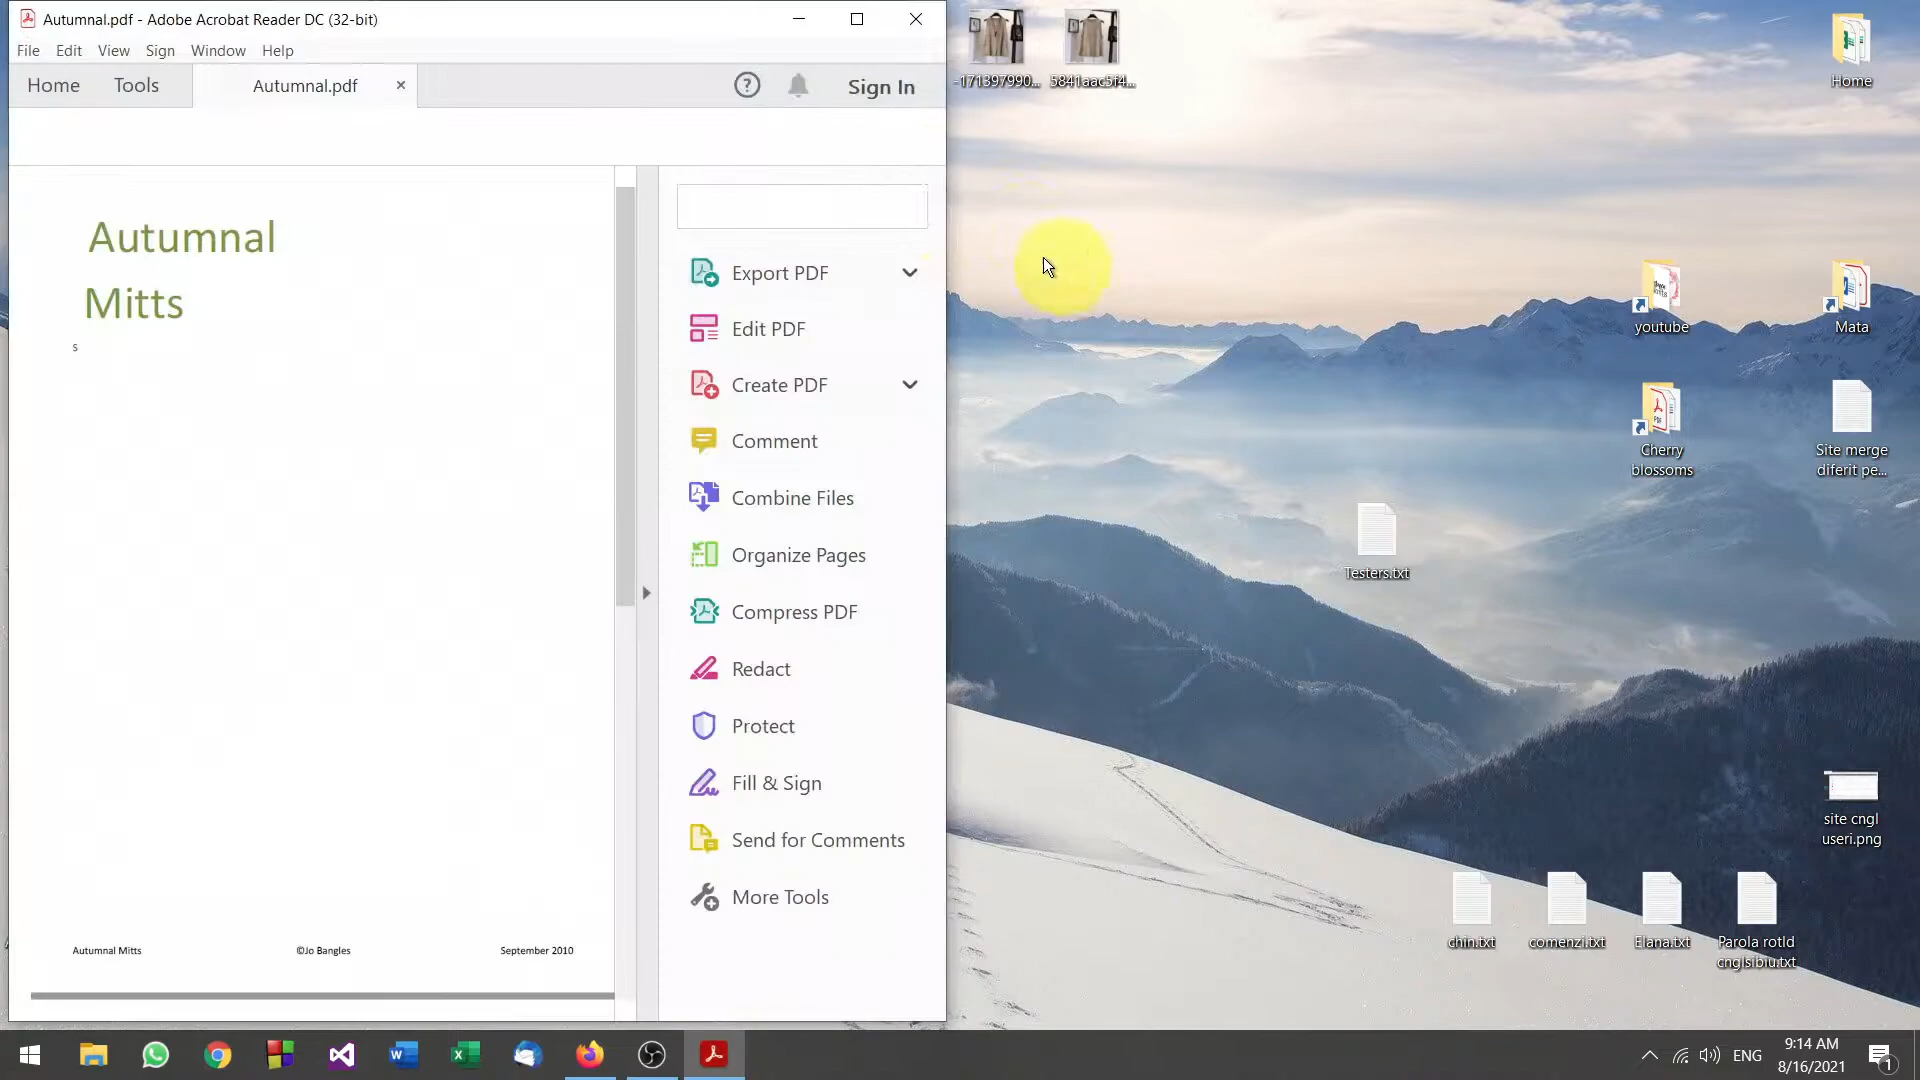 Autumnal.pdf - Adobe Acrobat Reader DC (32-bit)
File Edit View Sign Window Help
Home Tools Autumnal.pdf Sign In
Autumnal
Mitts
s
Autumnal Mitts ©Jo Bangles September 2010
Export PDF
Edit PDF
Create PDF
Comment
Combine Files
Organize Pages
Compress PDF
Redact
Protect
Fill & Sign
Send for Comments
More Tools
-171397990...
5841aac5f4...
Home
youtube
Mata
Cherry
blossoms
Site merge
diferit pe...
Testers.txt
site cngl
useri.png
chin.txt
comenzi.txt
Elana.txt
Parola rotld
cnglsibiu.txt
ENG
9:14 AM
8/16/2021
1